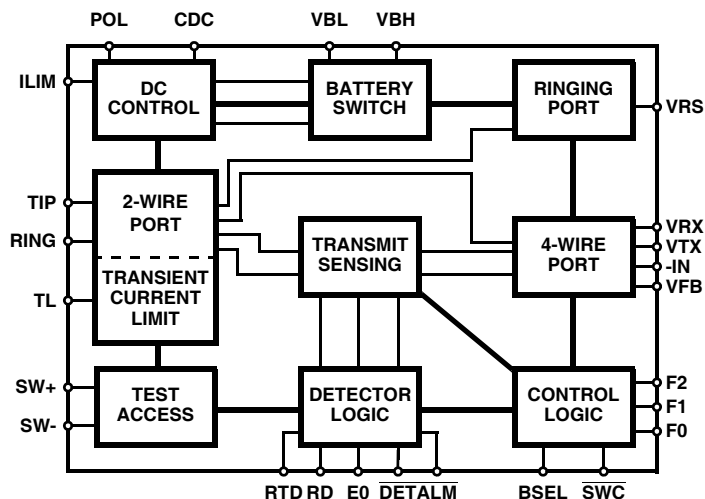 POL CDC VBL VBH
ILIM
DC
CONTROL
BATTERY
SWITCH
RINGING
PORT
VRS
TIP
RING
TL
2-WIRE
PORT
TRANSIENT
CURRENT
LIMIT
TRANSMIT
SENSING
4-WIRE
PORT
VRX
VTX
-IN
VFB
SW+
SW-
TEST
ACCESS
DETECTOR
LOGIC
CONTROL
LOGIC
F2
F1
F0
RTD RD E0 DET ALM BSEL SWC